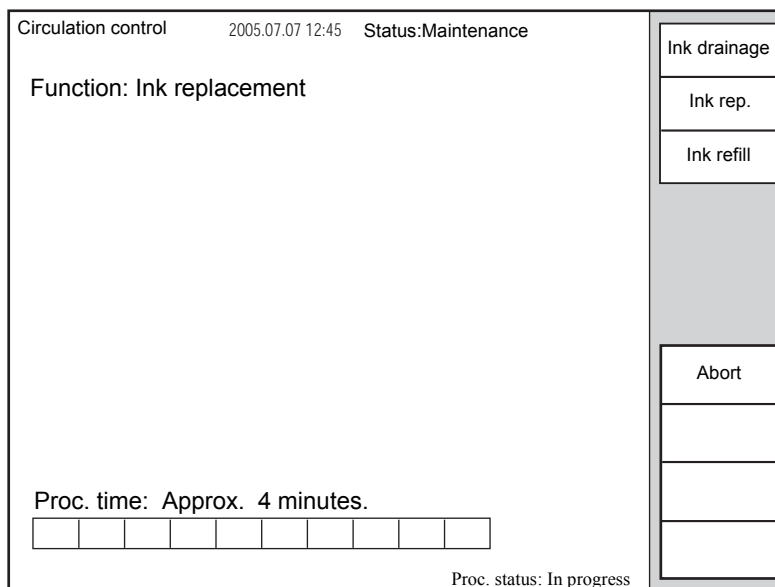 Circulation control 2005.07.07 12:45 Status:Maintenance
Function: Ink replacement
Ink drainage
Ink rep.
Ink refill
Abort
Proc. time: Approx. 4 minutes.
Proc. status: In progress